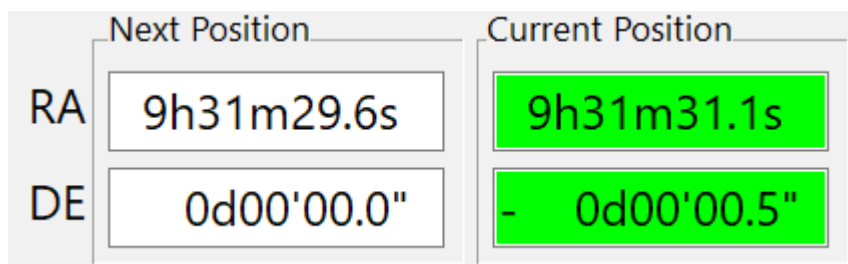 Next Position Current Position
RA 9h31m29.6s 9h31m31.1s
DE 0d00'00.0" - 0d00'00.5"